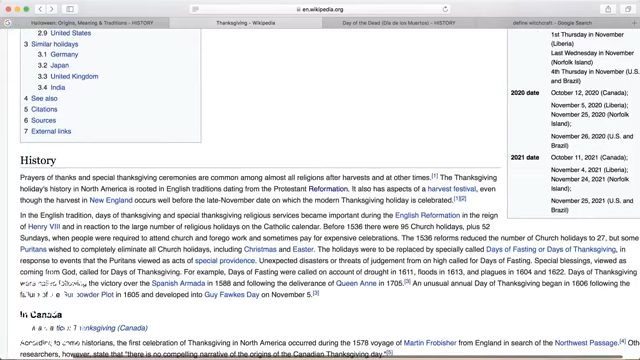 en.wikipedia.org
Halloween: Origins, Meaning & Traditions - HISTORY
Thanksgiving - Wikipedia
Day of the Dead (Día de los Muertos) - HISTORY
define witchcraft - Google Search
2.9 United States
3 Similar holidays
3.1 Germany
3.2 Japan
3.3 United Kingdom
3.4 India
4 See also
5 Citations
6 Sources
7 External links
1st Thursday in November
(Liberia)
Last Wednesday in November
(Norfolk Island)
4th Thursday in November (U.S.
and Brazil)
2020 date
October 12, 2020 (Canada);
November 5, 2020 (Liberia);
November 25, 2020 (Norfolk
Island);
November 26, 2020 (U.S. and
Brazil)
2021 date
October 11, 2021 (Canada);
November 4, 2021 (Liberia);
November 24, 2021 (Norfolk
Island);
November 25, 2021 (U.S. and
Brazil)
History
Prayers of thanks and special thanksgiving ceremonies are common among almost all religions after harvests and at other times.[1] The Thanksgiving
holiday's history in North America is rooted in English traditions dating from the Protestant Reformation. It also has aspects of a harvest festival, even
though the harvest in New England occurs well before the late-November date on which the modern Thanksgiving holiday is celebrated.[1][2]
In the English tradition, days of thanksgiving and special thanksgiving religious services became important during the English Reformation in the reign
of Henry VIII and in reaction to the large number of religious holidays on the Catholic calendar. Before 1536 there were 95 Church holidays, plus 52
Sundays, when people were required to attend church and forego work and sometimes pay for expensive celebrations. The 1536 reforms reduced the number of Church holidays to 27, but some
Puritans wished to completely eliminate all Church holidays, including Christmas and Easter. The holidays were to be replaced by specially called Days of Fasting or Days of Thanksgiving, in
response to events that the Puritans viewed as acts of special providence. Unexpected disasters or threats of judgement from on high called for Days of Fasting. Special blessings, viewed as
coming from God, called for Days of Thanksgiving. For example, Days of Fasting were called on account of drought in 1611, floods in 1613, and plagues in 1604 and 1622. Days of Thanksgiving
following the victory over the Spanish Armada in 1588 and following the deliverance of Queen Anne in 1705.[3] An unusual annual Day of Thanksgiving began in 1606 following the
plot in 1605 and developed into Guy Fawkes Day on November 5.[3]
In Canada
Thanksgiving (Canada)
to some historians, the first celebration of Thanksgiving in North America occurred during the 1578 voyage of Martin Frobisher from England in search of the Northwest Passage.[4] Other
researchers, however, state that "there is no compelling narrative of the origins of the Canadian Thanksgiving day."[5]